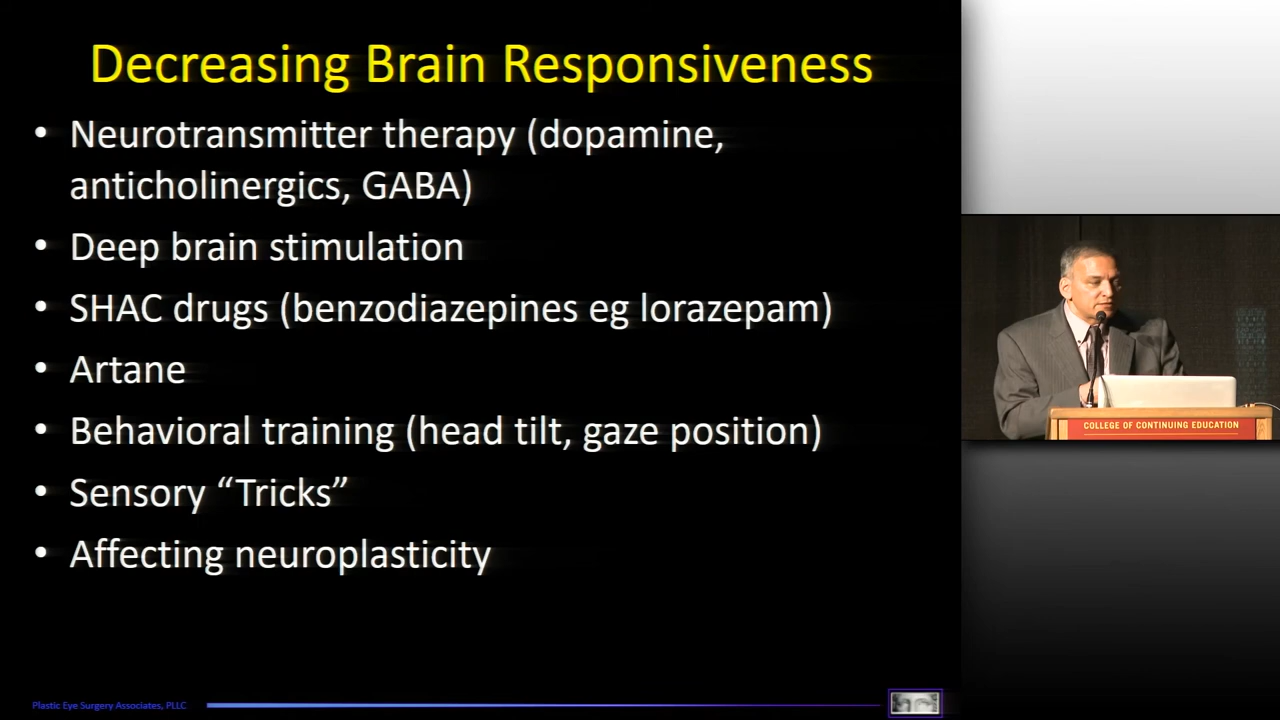 Decreasing Brain Responsiveness
• Neurotransmitter therapy (dopamine,
anticholinergics, GABA)
• Deep brain stimulation
• SHAC drugs (benzodiazepines eg lorazepam)
• Artane
• Behavioral training (head tilt, gaze position)
• Sensory “Tricks”
• Affecting neuroplasticity
Plastic Eye Surgery Associates, PLLC
COLLEGE OF CONTINUING EDUCATION